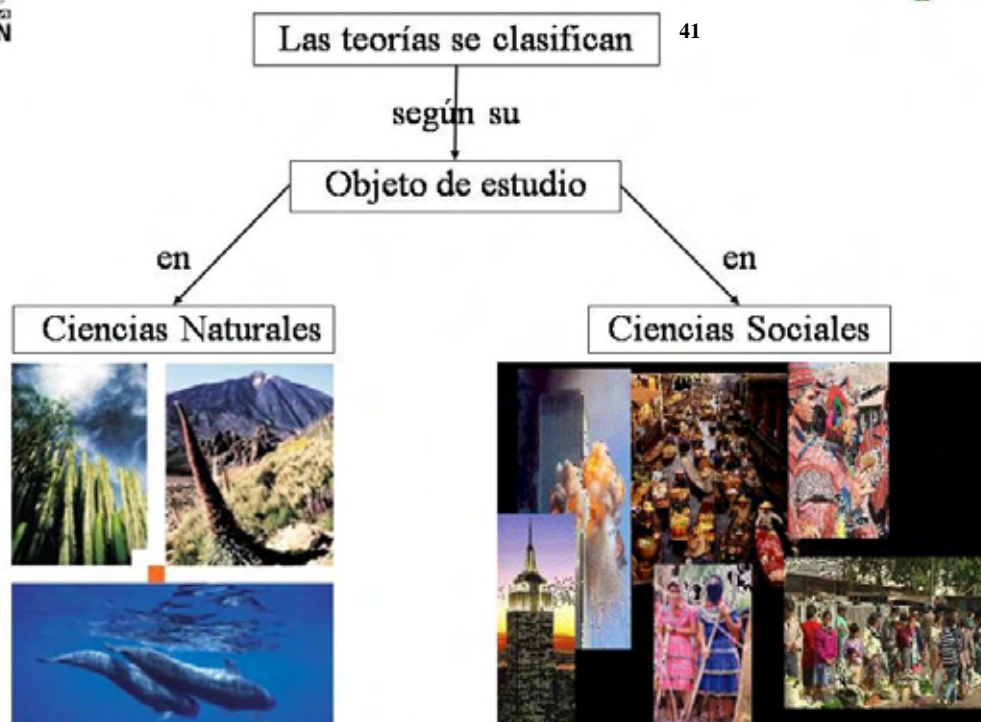 N
Las teorías se clasifican
41
según su
Objeto de estudio
en
en
Ciencias Naturales
Ciencias Sociales